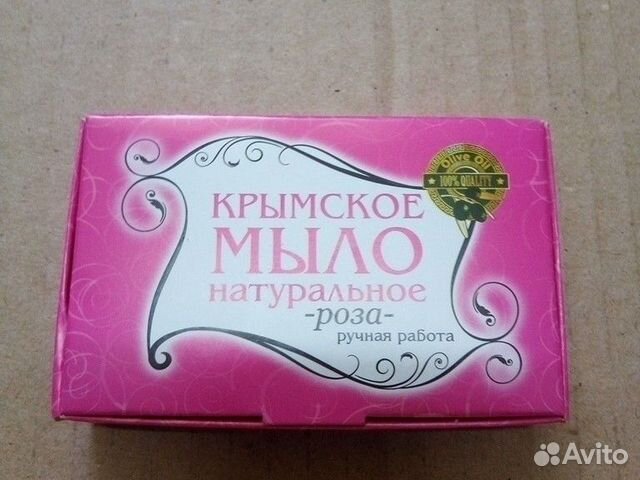 Olive Oil
100% QUALITY
КРЫМСКОЕ
МЫЛО
натуральное
-роза-
ручная работа
Avito